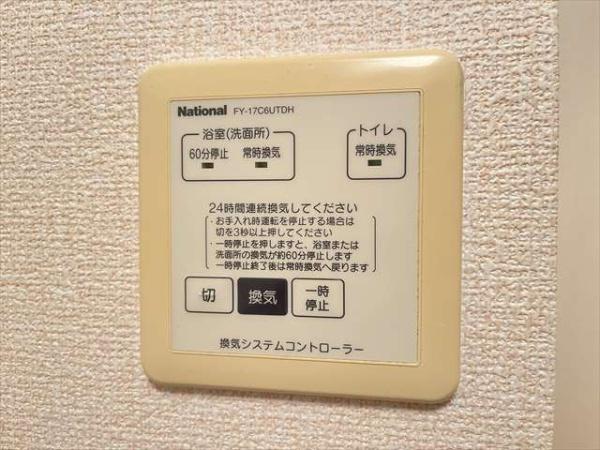 National FY-17C6UTDH
浴室(洗面所)
60分停止 常時換気
トイレ
常時換気
24時間連続換気してください
・お手入れ時運転を停止する場合は
切を3秒以上押してください
・一時停止を押しますと、浴室または
洗面所の換気が約60分停止します
一時停止終了後は常時換気へ戻ります
切
換気
一時
停止
換気システムコントローラー